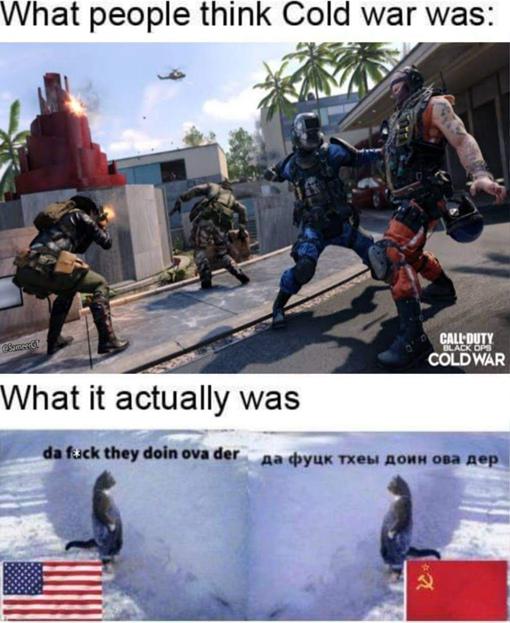 What people think Cold war was:
@SameerGT
CALL OF DUTY
BLACK OPS
COLD WAR
What it actually was
da f*ck they doin ova der
да фуцк тхеы доин ова дер